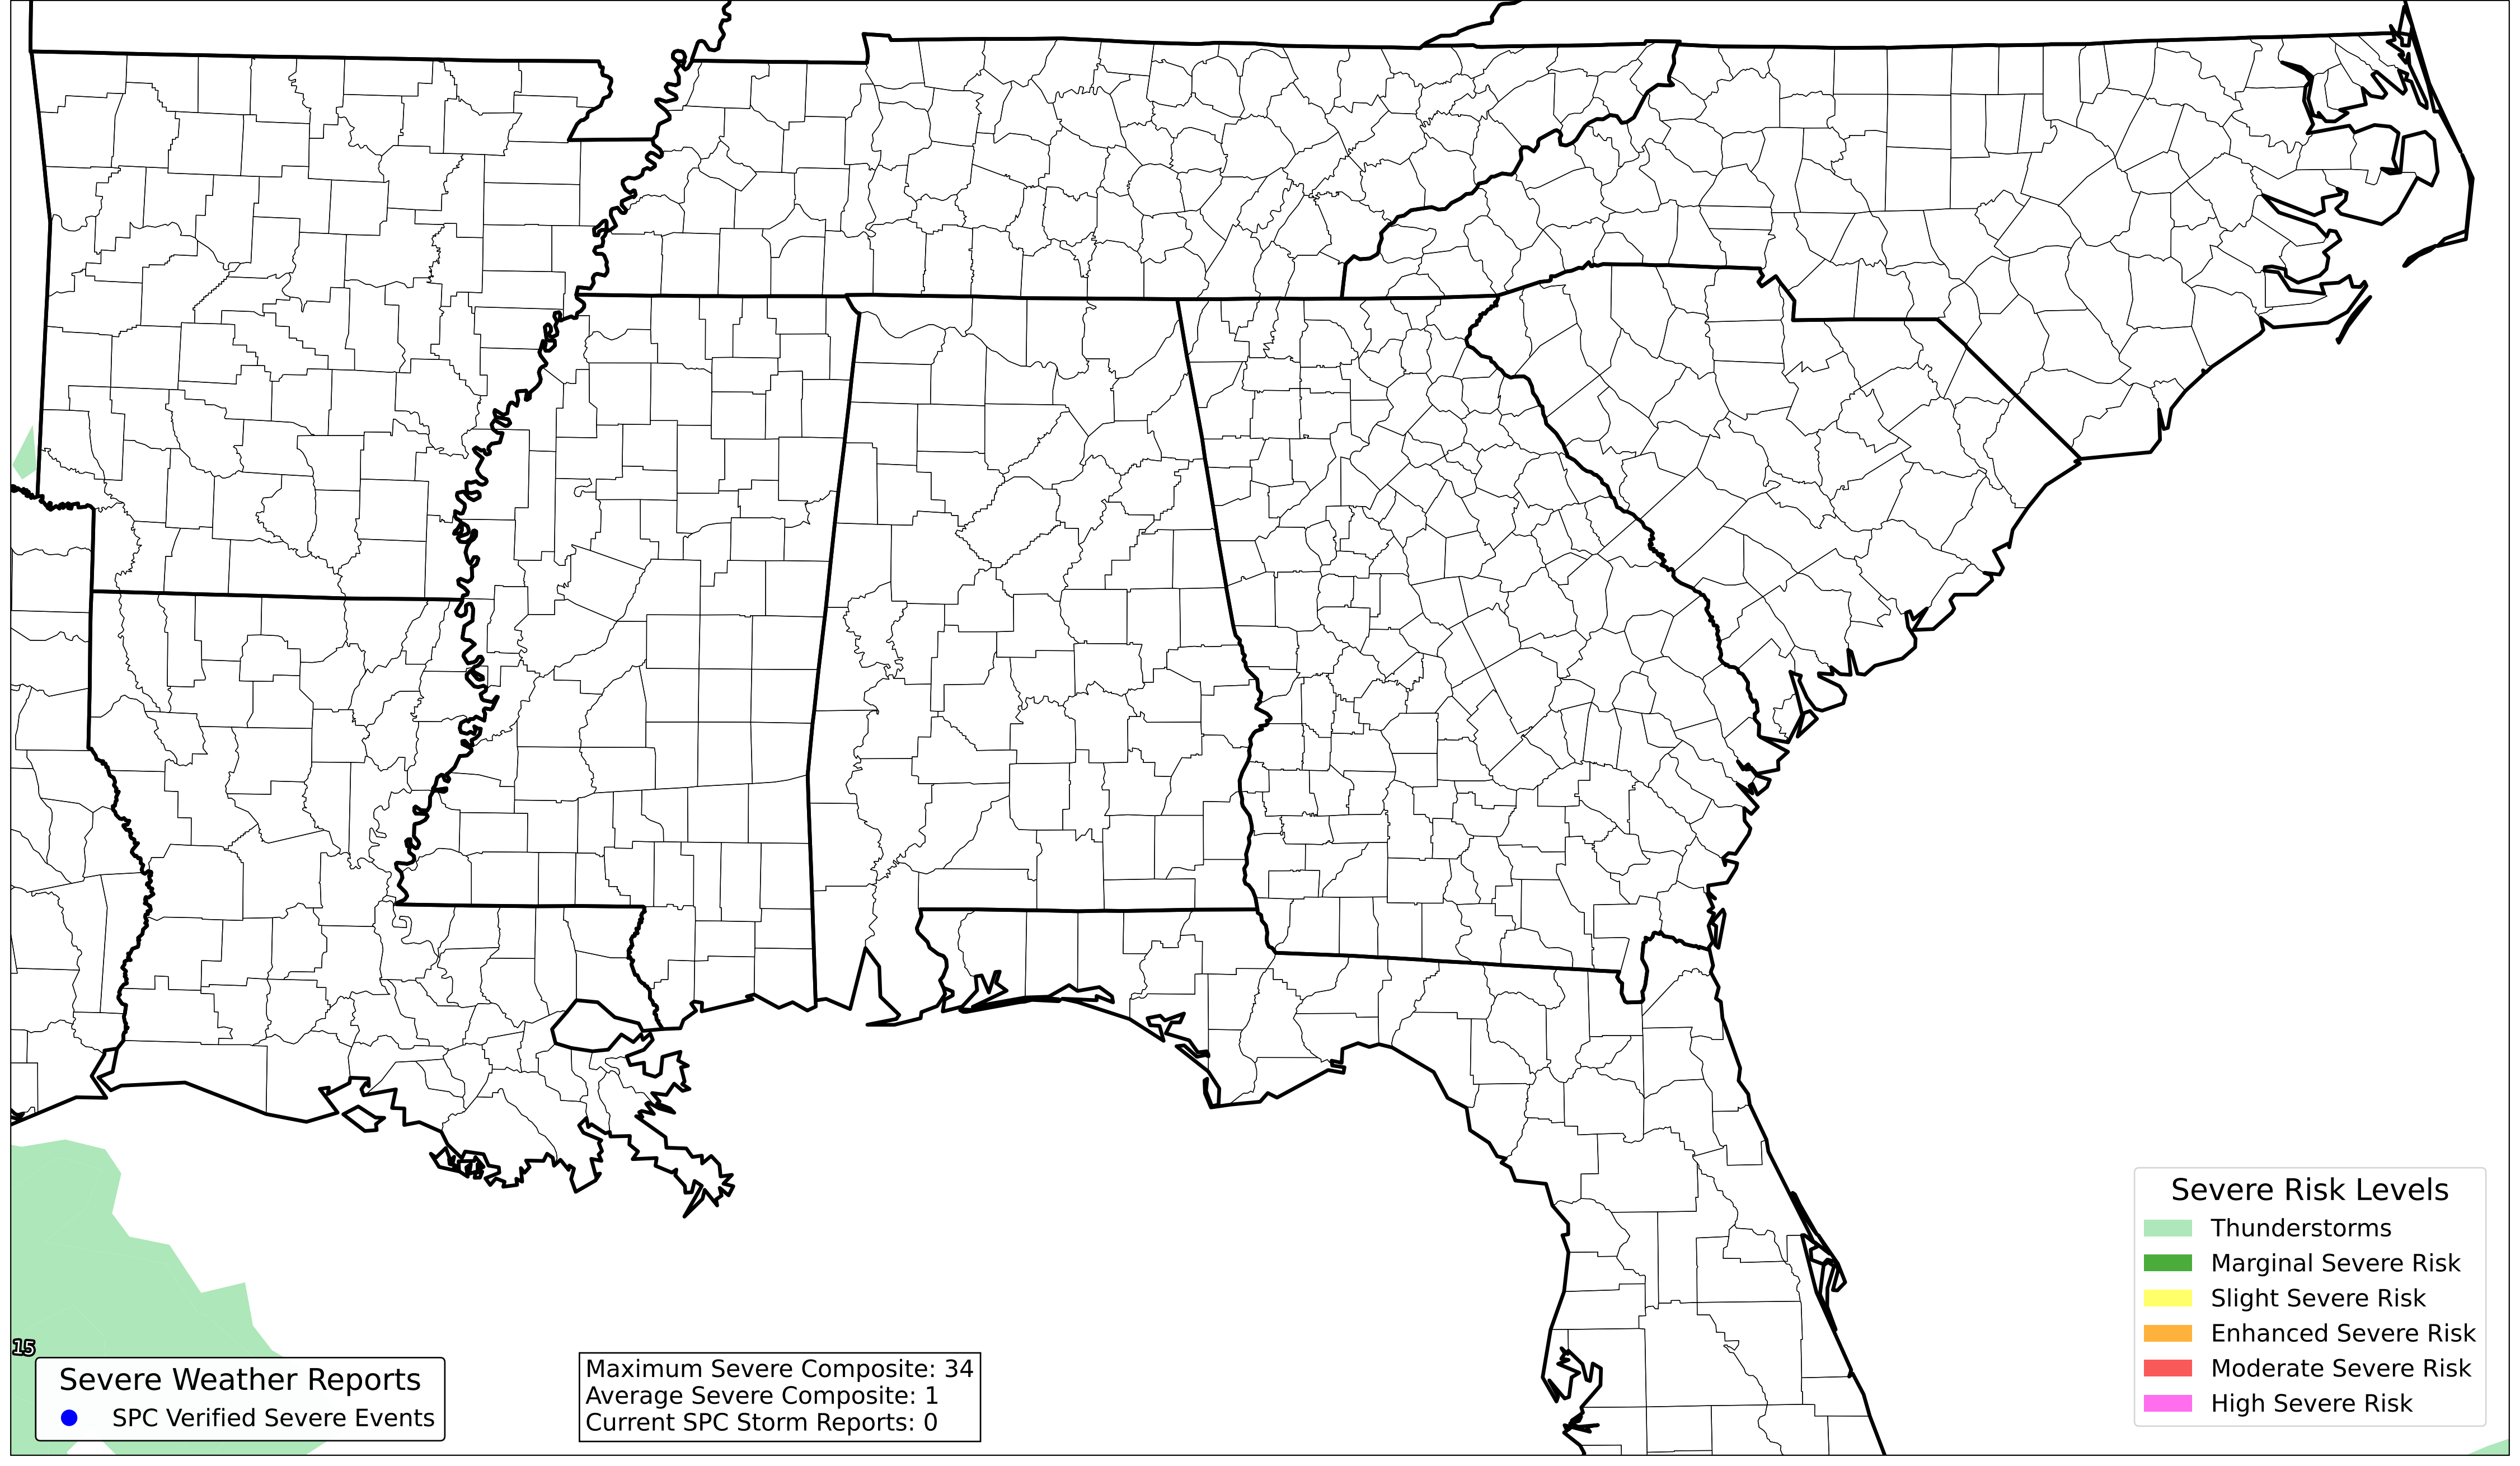 15
Severe Weather Reports
SPC Verified Severe Events
Maximum Severe Composite: 34
Average Severe Composite: 1
Current SPC Storm Reports: 0
Severe Risk Levels
Thunderstorms
Marginal Severe Risk
Slight Severe Risk
Enhanced Severe Risk
Moderate Severe Risk
High Severe Risk